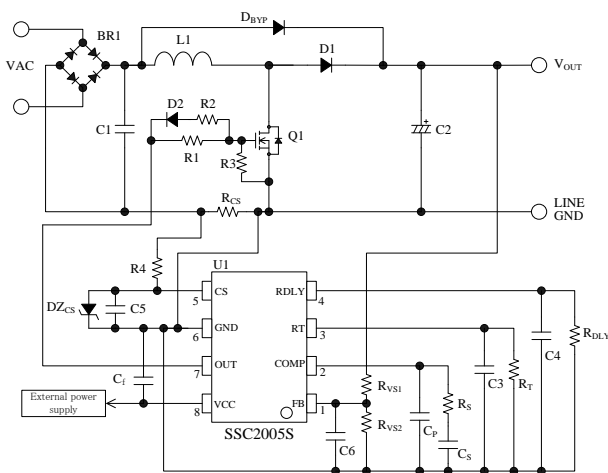 DBYP
BR1
L1
D1
VAC
VOUT
D2
R2
C1
Q1
C2
R1
R3
RCS
LINE
GND
R4
U1
CS
RDLY
5
4
DZCS
C5
GND
RT
6
3
RDLY
C4
OUT
COMP
7
2
Cf
RVS1
C3
RT
External power
supply
VCC
FB
8
1
RS
RVS2
CP
SSC2005S
C6
CS